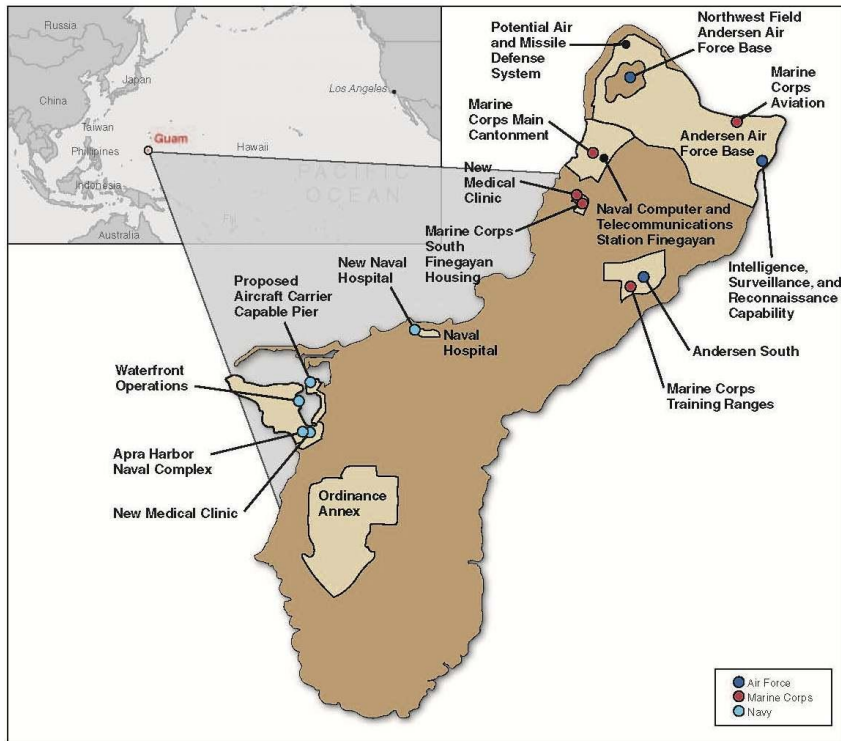 Russia
China
Japan
Taiwan
Philippines
Indonesia
Australia
Guam
Hawaii
Los Angeles
PACIFIC
OCEAN
Potential Air
and Missile
Defense
System
Northwest Field
Andersen Air
Force Base
Marine
Corps
Aviation
Marine
Corps Main
Cantonment
Andersen Air
Force Base
New
Medical
Clinic
Marine Corps
South
Finegayan
Housing
Naval Computer and
Telecommunications
Station Finegayan
Intelligence,
Surveillance, and
Reconnaissance
Capability
New Naval
Hospital
Naval
Hospital
Proposed
Aircraft Carrier
Capable Pier
Andersen South
Marine Corps
Training Ranges
Waterfront
Operations
Apra Harbor
Naval Complex
New Medical Clinic
Ordinance
Annex
Air Force
Marine Corps
Navy